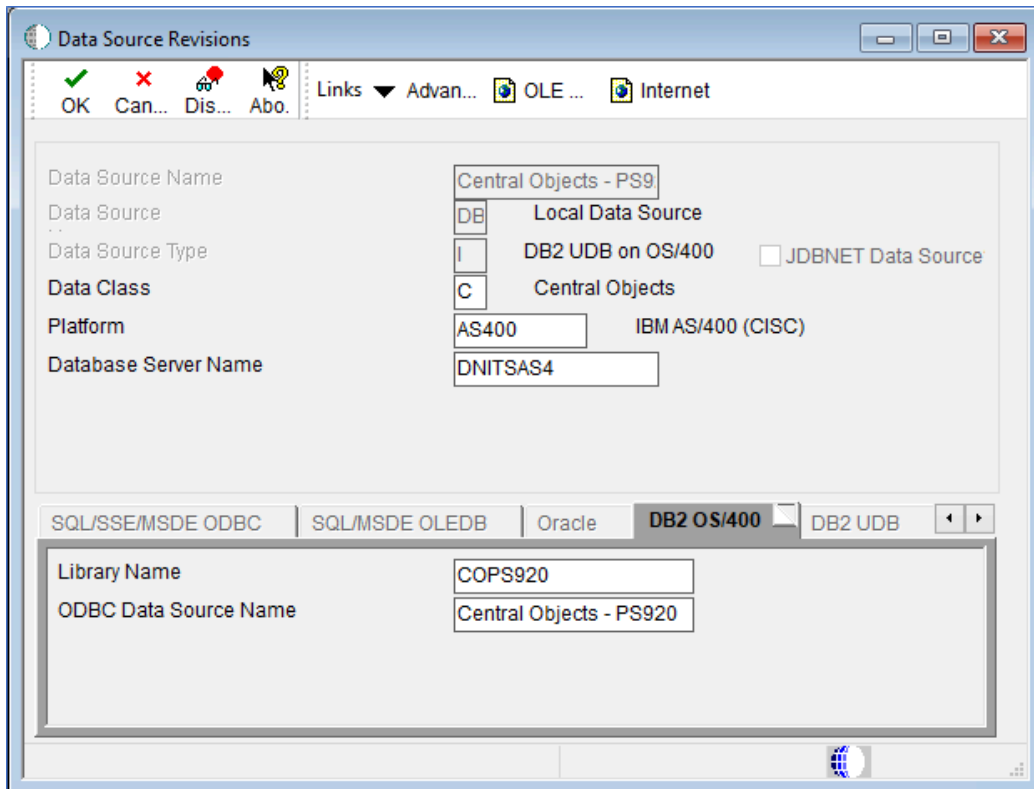 Data Source Revisions
OK Can... Dis... Abo. Links Advan... OLE ... Internet
Data Source Name Central Objects - PS9
Data Source DB Local Data Source
Data Source Type I DB2 UDB on OS/400 JDBNET Data Source
Data Class C Central Objects
Platform AS400 IBM AS/400 (CISC)
Database Server Name DNITSAS4
SQL/SSE/MSDE ODBC SQL/MSDE OLEDB Oracle DB2 OS/400 DB2 UDB
Library Name COPS920
ODBC Data Source Name Central Objects - PS920